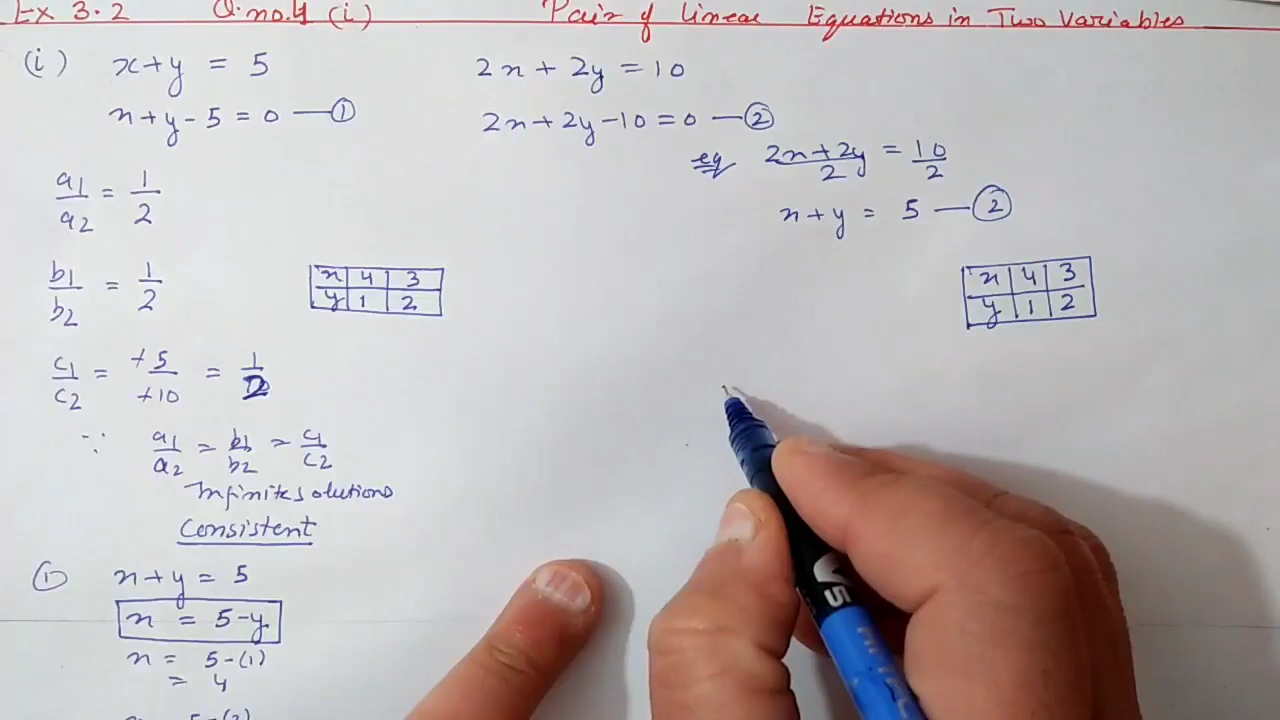 Ex 3.2 Q.no.4 (i) Pair of Linear Equations in Two Variables
(i) x+y = 5
x+y-5 = 0 —①
a1/a2 = 1/2
b1/b2 = 1/2
x 4 3
y 1 2
c1/c2 = +5/+10 = 1/2
∵ a1/a2 = b1/b2 = c1/c2
Infinite solutions
Consistent
① x+y = 5
x = 5-y
x = 5-(1)
= 4
2x + 2y = 10
2x+2y-10 = 0 —②
eq 2x+2y/2 = 10/2
x+y = 5 —②
x 4 3
y 1 2
V5